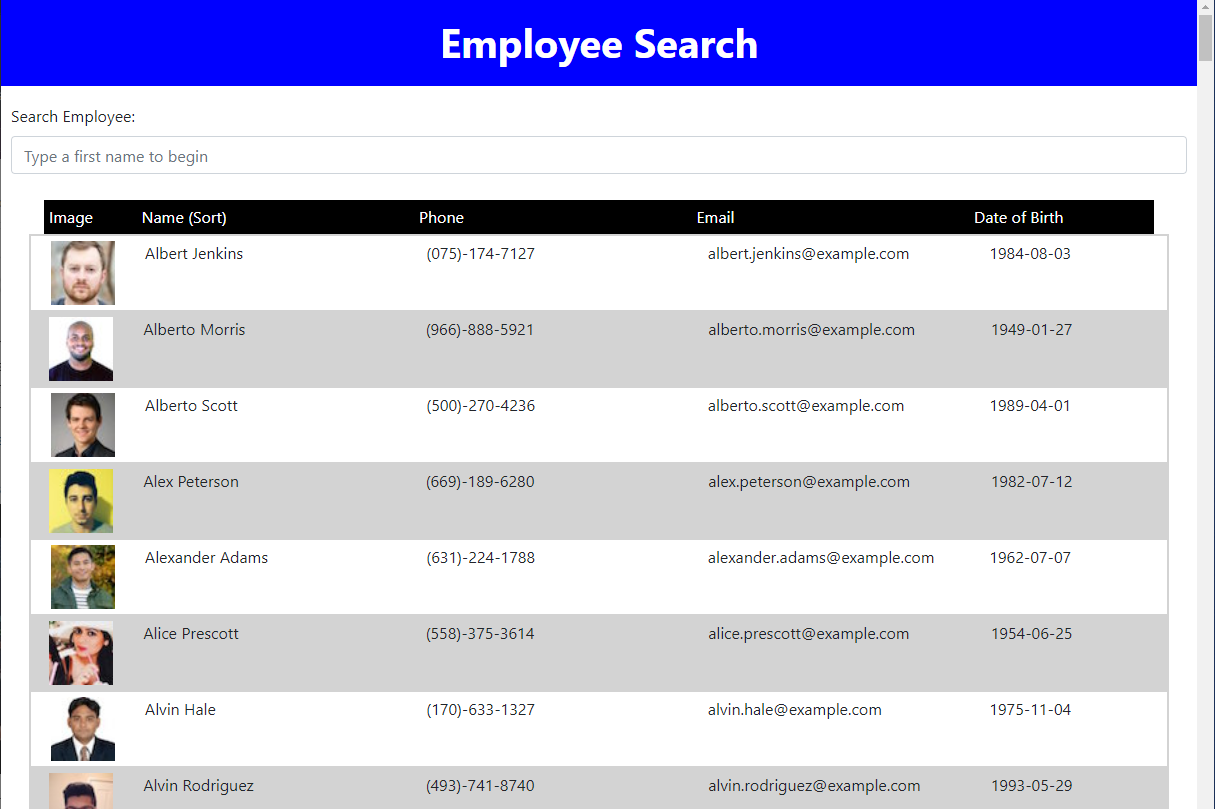 Employee Search
Search Employee:
Type a first name to begin
Image Name (Sort) Phone Email Date of Birth
Albert Jenkins (075)-174-7127 albert.jenkins@example.com 1984-08-03
Alberto Morris (966)-888-5921 alberto.morris@example.com 1949-01-27
Alberto Scott (500)-270-4236 alberto.scott@example.com 1989-04-01
Alex Peterson (669)-189-6280 alex.peterson@example.com 1982-07-12
Alexander Adams (631)-224-1788 alexander.adams@example.com 1962-07-07
Alice Prescott (558)-375-3614 alice.prescott@example.com 1954-06-25
Alvin Hale (170)-633-1327 alvin.hale@example.com 1975-11-04
Alvin Rodriguez (493)-741-8740 alvin.rodriguez@example.com 1993-05-29